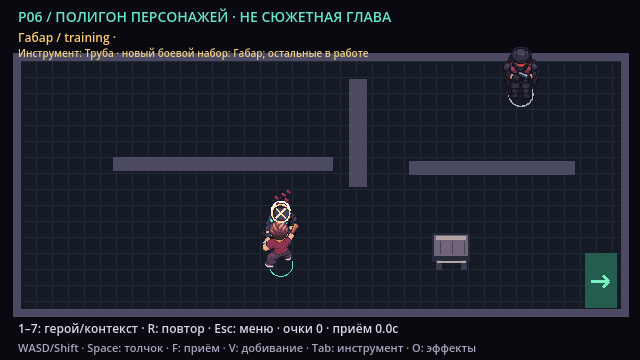 P06 / ПОЛИГОН ПЕРСОНАЖЕЙ · НЕ СЮЖЕТНАЯ ГЛАВА
Габар / training ·
Инструмент: Труба · новый боевой набор: Габар; остальные в работе
1–7: герой/контекст · R: повтор · Esc: меню · очки 0 · приём 0.0с
WASD/Shift · Space: толчок · F: приём · V: добивание · Tab: инструмент · O: эффекты